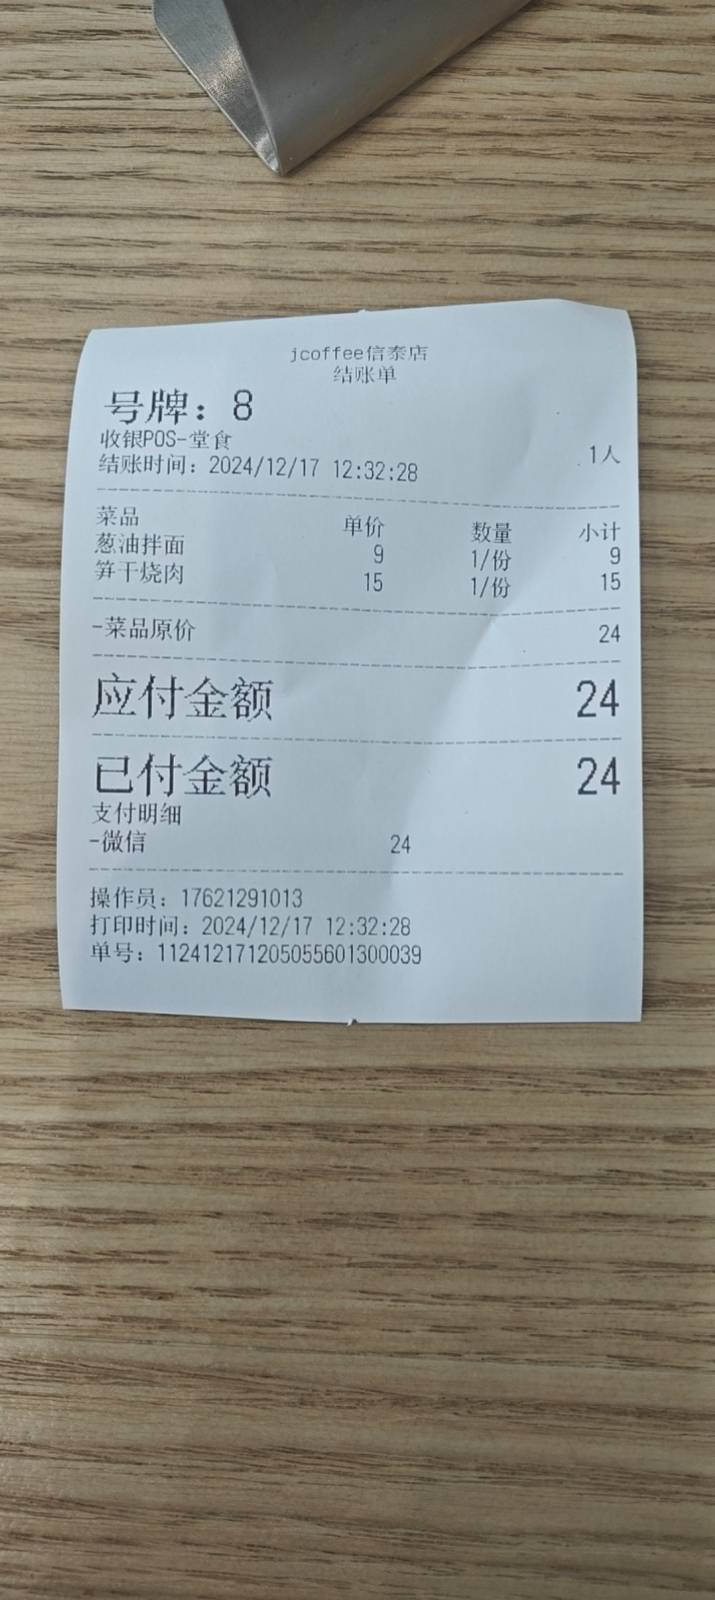 jcoffee信泰店
结账单
号牌：8
收银POS-堂食
结账时间：2024/12/17 12:32:28 1人
菜品 单价 数量 小计
葱油拌面 9 1/份 9
笋干烧肉 15 1/份 15
-菜品原价 24
应付金额 24
已付金额 24
支付明细
-微信 24
操作员：17621291013
打印时间：2024/12/17 12:32:28
单号：112412171205055601300039